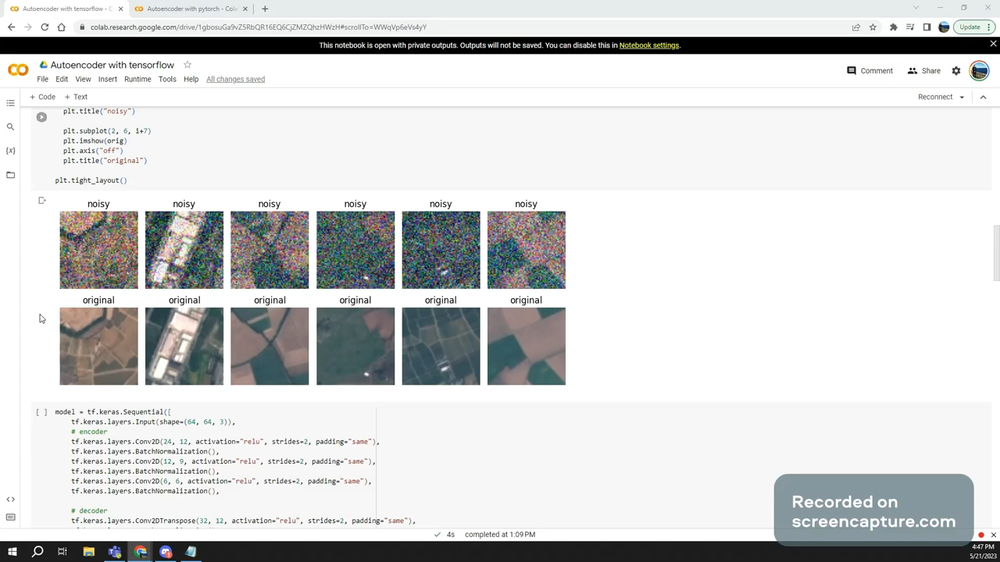 Autoencoder with tensorflow - C
Autoencoder with pytorch - Cola
colab.research.google.com/drive/1gbosuGa9vZ5RbQR16EQ6CjZMZQhzHWzH#scrollTo=WWqVp6eVs4yY
Update
This notebook is open with private outputs. Outputs will not be saved. You can disable this in Notebook settings.
Autoencoder with tensorflow
Comment
Share
File Edit View Insert Runtime Tools Help All changes saved
+ Code + Text
Reconnect
plt.title("noisy")
plt.subplot(2, 6, i+7)
plt.imshow(orig)
plt.axis("off")
plt.title("original")
plt.tight_layout()
noisy noisy noisy noisy noisy noisy
original original original original original original
[ ] model = tf.keras.Sequential([
tf.keras.layers.Input(shape=(64, 64, 3)),
# encoder
tf.keras.layers.Conv2D(24, 12, activation="relu", strides=2, padding="same"),
tf.keras.layers.BatchNormalization(),
tf.keras.layers.Conv2D(12, 9, activation="relu", strides=2, padding="same"),
tf.keras.layers.BatchNormalization(),
tf.keras.layers.Conv2D(6, 6, activation="relu", strides=2, padding="same"),
tf.keras.layers.BatchNormalization(),
# decoder
tf.keras.layers.Conv2DTranspose(32, 12, activation="relu", strides=2, padding="same"),
Recorded on
screencapture.com
4s completed at 1:09 PM
4:47 PM
5/21/2023